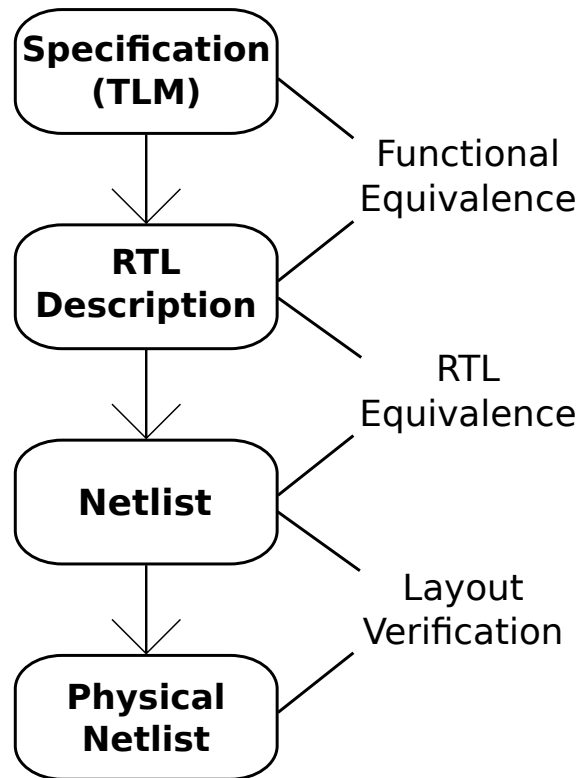 Specification
(TLM)
Functional
Equivalence
RTL
Description
RTL
Equivalence
Netlist
Layout
Verification
Physical
Netlist